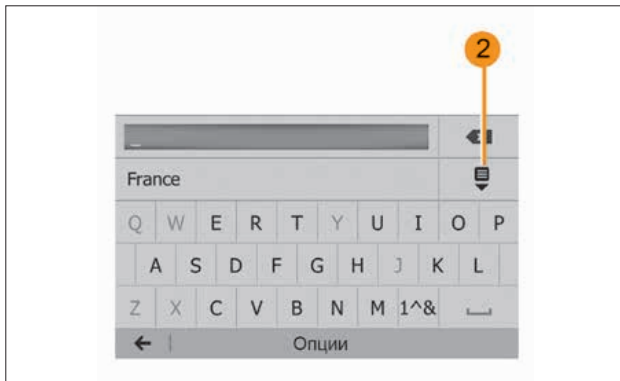 2
_
France
Q W E R T Y U I O P
A S D F G H J K L
Z X C V B N M 1^&
Опции